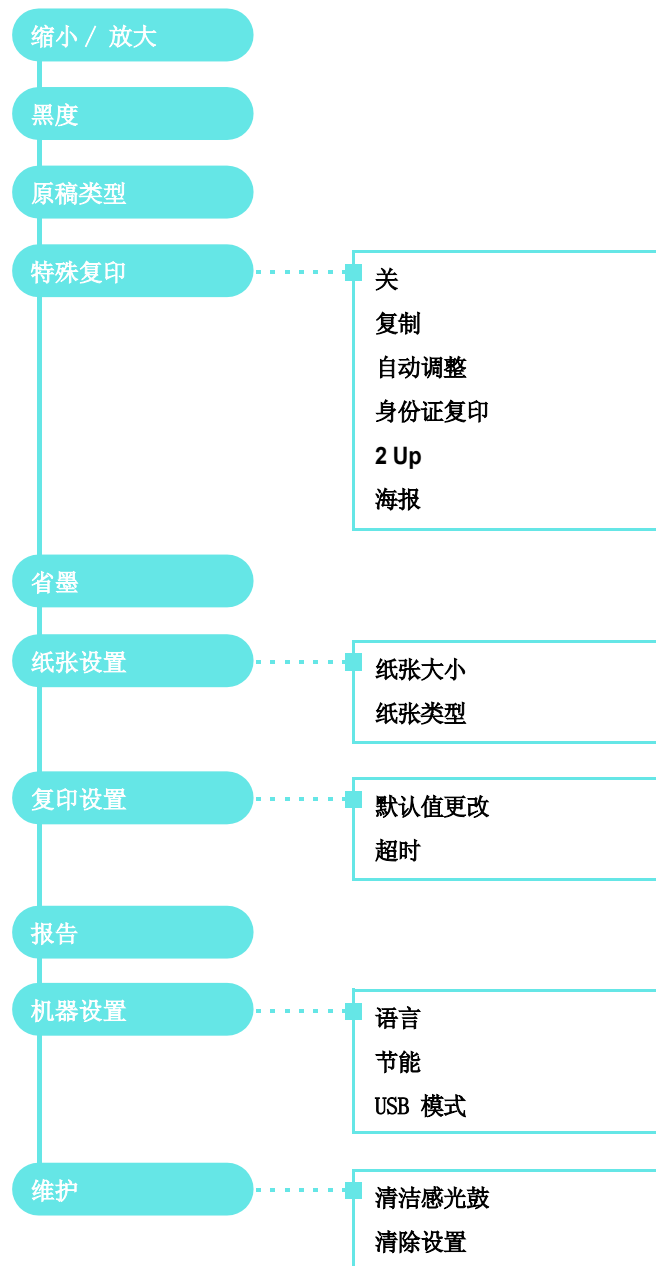 缩小 / 放大
黑度
原稿类型
特殊复印
关
复制
自动调整
身份证复印
2 Up
海报
省墨
纸张设置
纸张大小
纸张类型
复印设置
默认值更改
超时
报告
机器设置
语言
节能
USB 模式
维护
清洁感光鼓
清除设置